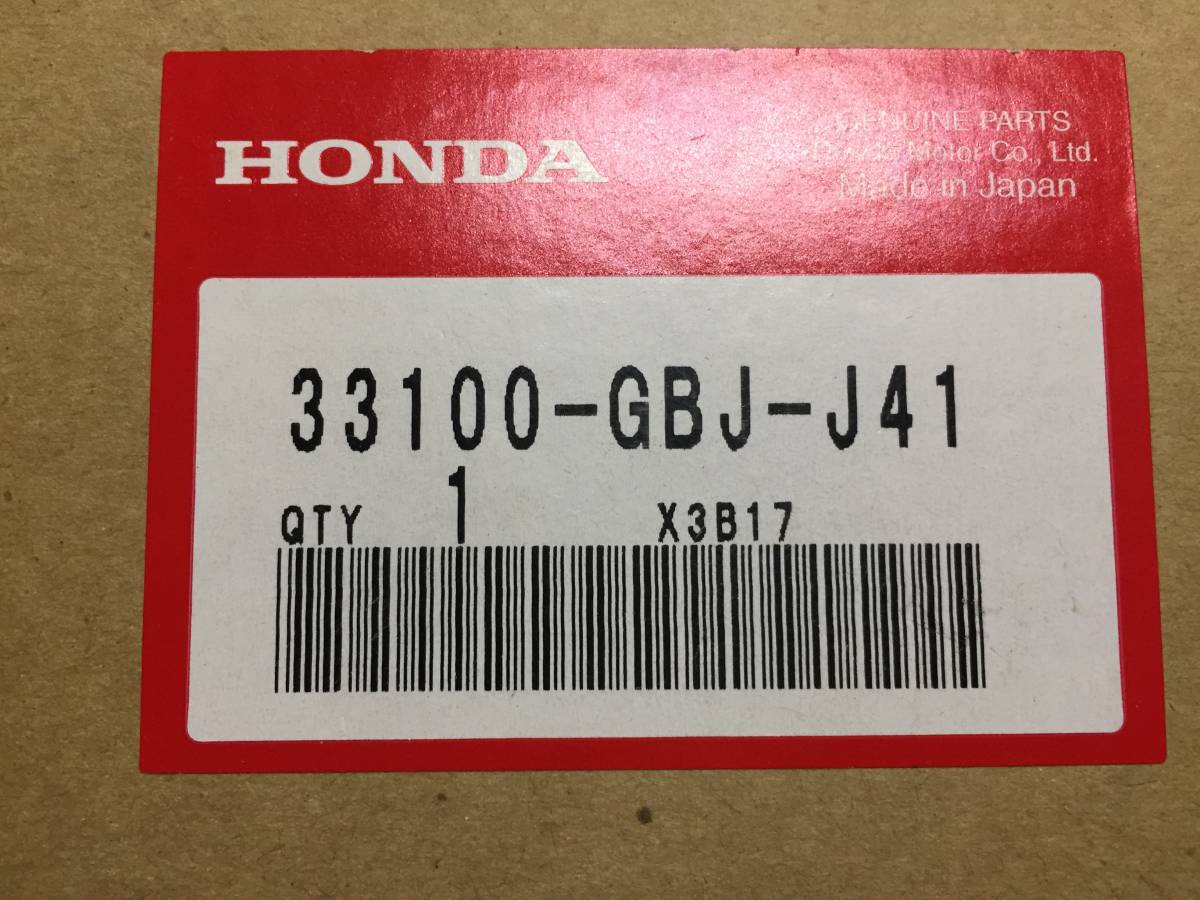 HONDA
GENUINE PARTS
Honda Motor Co., Ltd.
Made in Japan
33100-GBJ-J41
QTY 1 X3B17